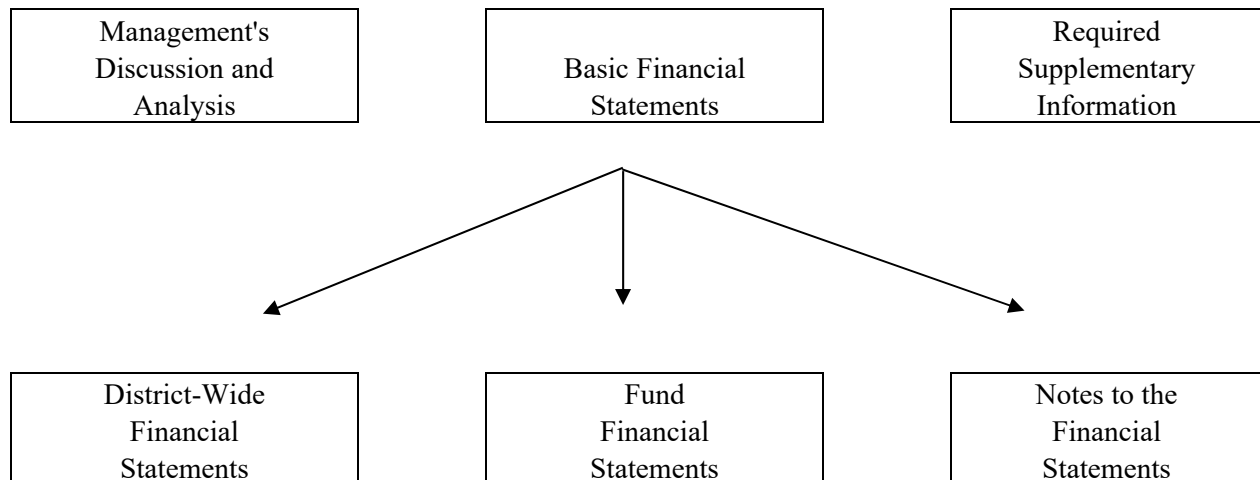 Management's
Discussion and
Analysis
Basic Financial
Statements
Required
Supplementary
Information
District-Wide
Financial
Statements
Fund
Financial
Statements
Notes to the
Financial
Statements